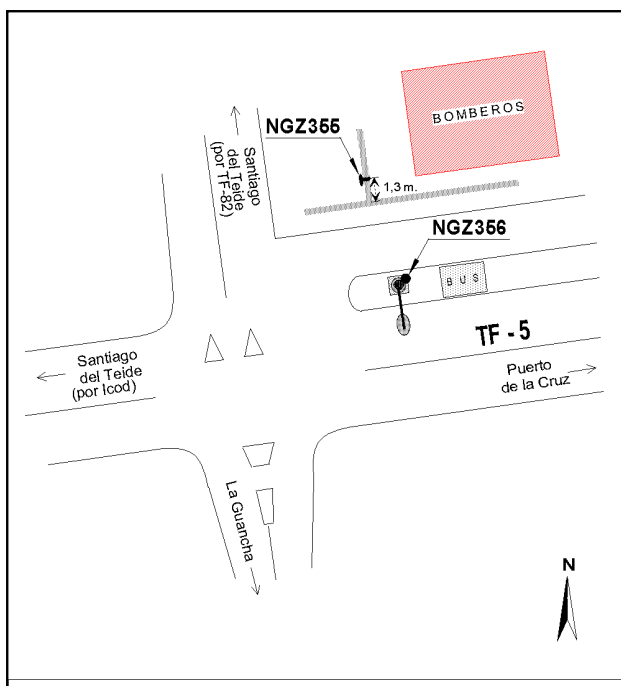 BOMBEROS
NGZ355
Santiago
del Teide
(por TF-82)
1,3 m.
NGZ356
BUS
TF - 5
Santiago
del Teide
(por Icod)
Puerto
de la Cruz
La Guancha
N